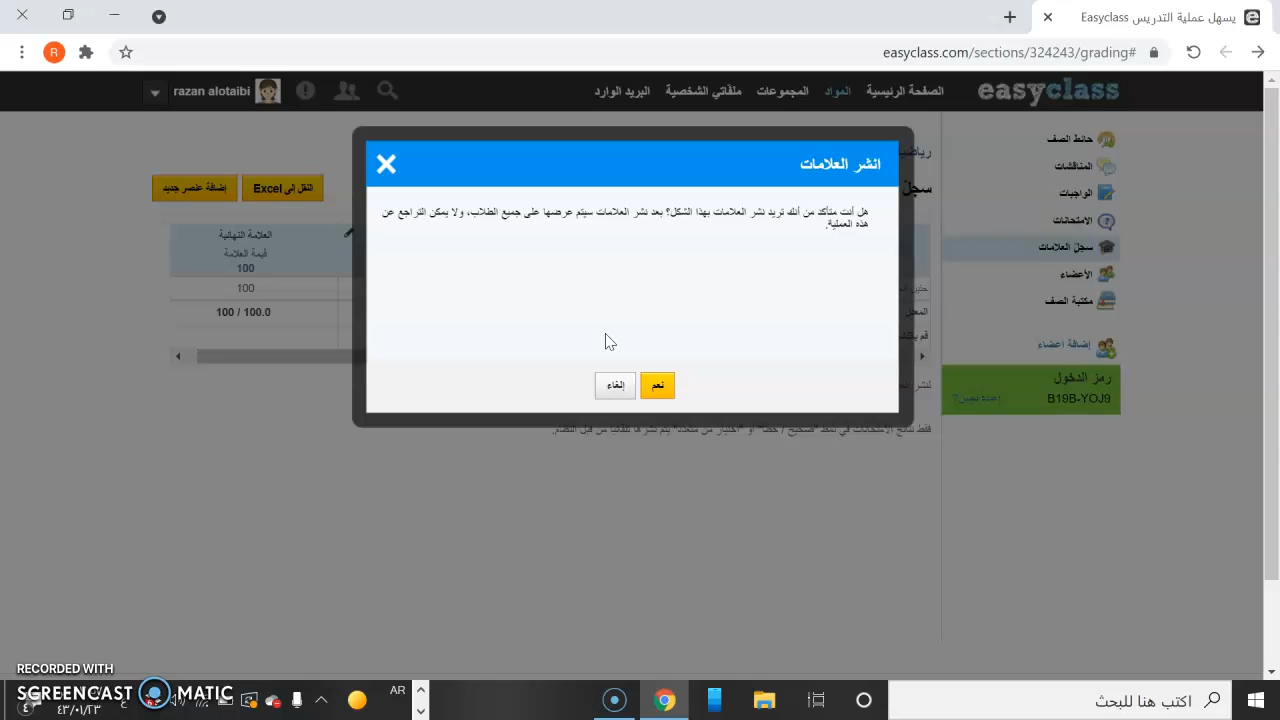 يسهل عملية التدريس Easyclass
easyclass.com/sections/324243/grading#
R
easyclass
الصفحة الرئيسية
المواد
المجموعات
ملفاتي الشخصية
البريد الوارد
razan alotaibi
حائط الصف
المناقشات
الواجبات
الامتحانات
سجلّ العلامات
الأعضاء
مكتبة الصف
إضافة اعضاء
رمز الدخول
B19B-YOJ9
انشر العلامات
هل أنت متأكد من أنك تريد نشر العلامات بهذا الشكل؟ بعد نشر العلامات سيتم عرضها على جميع الطلاب، ولا يمكن التراجع عن
هذه العملية.
نعم
إلغاء
النقل إلى Excel
إضافة عنصر جديد
العلامة النهائية
قيمة العلامة
100
100
100 / 100.0
المعدل
RECORDED WITH
SCREENCAST MATIC
AR
اكتب هنا للبحث